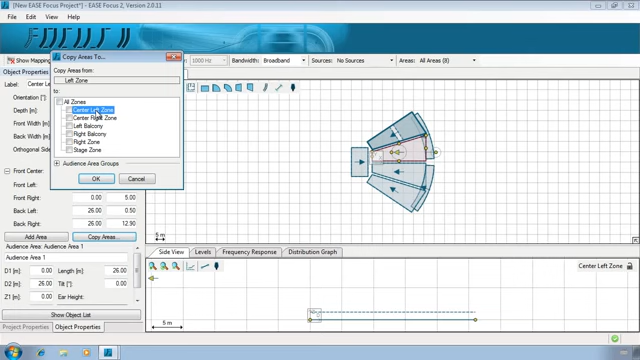 [New EASE Focus Project] - EASE Focus 2, Version 2.0.11
File Edit View Help
FOCUS II
Show Mapping
1000 Hz
Bandwidth: Broadband
Sources: No Sources
Areas: All Areas (8)
Copy Areas To...
Copy Areas from:
Left Zone
to:
All Zones
Center Left Zone
Center Right Zone
Left Balcony
Right Balcony
Right Zone
Stage Zone
Audience Area Groups
OK Cancel
Object Properties
Label: Center Le
Orientation [°]:
Depth [m]:
Front Width [m]:
Back Width [m]:
Orthogonal Side
Front Center:
Front Left:
0.00 5.00
Front Right:
Back Left: 26.00 0.50
Back Right: 26.00 12.90
Add Area Copy Areas...
Audience Area: Audience Area 1
Audience Area 1
D1 [m]: 0.00 Length [m]: 26.00
D2 [m]: 26.00 Tilt [°]: 0.00
Z1 [m]: 0.00 Ear Height:
Show Object List
Project Properties Object Properties
5 m
Side View Levels Frequency Response Distribution Graph
Center Left Zone
5 m